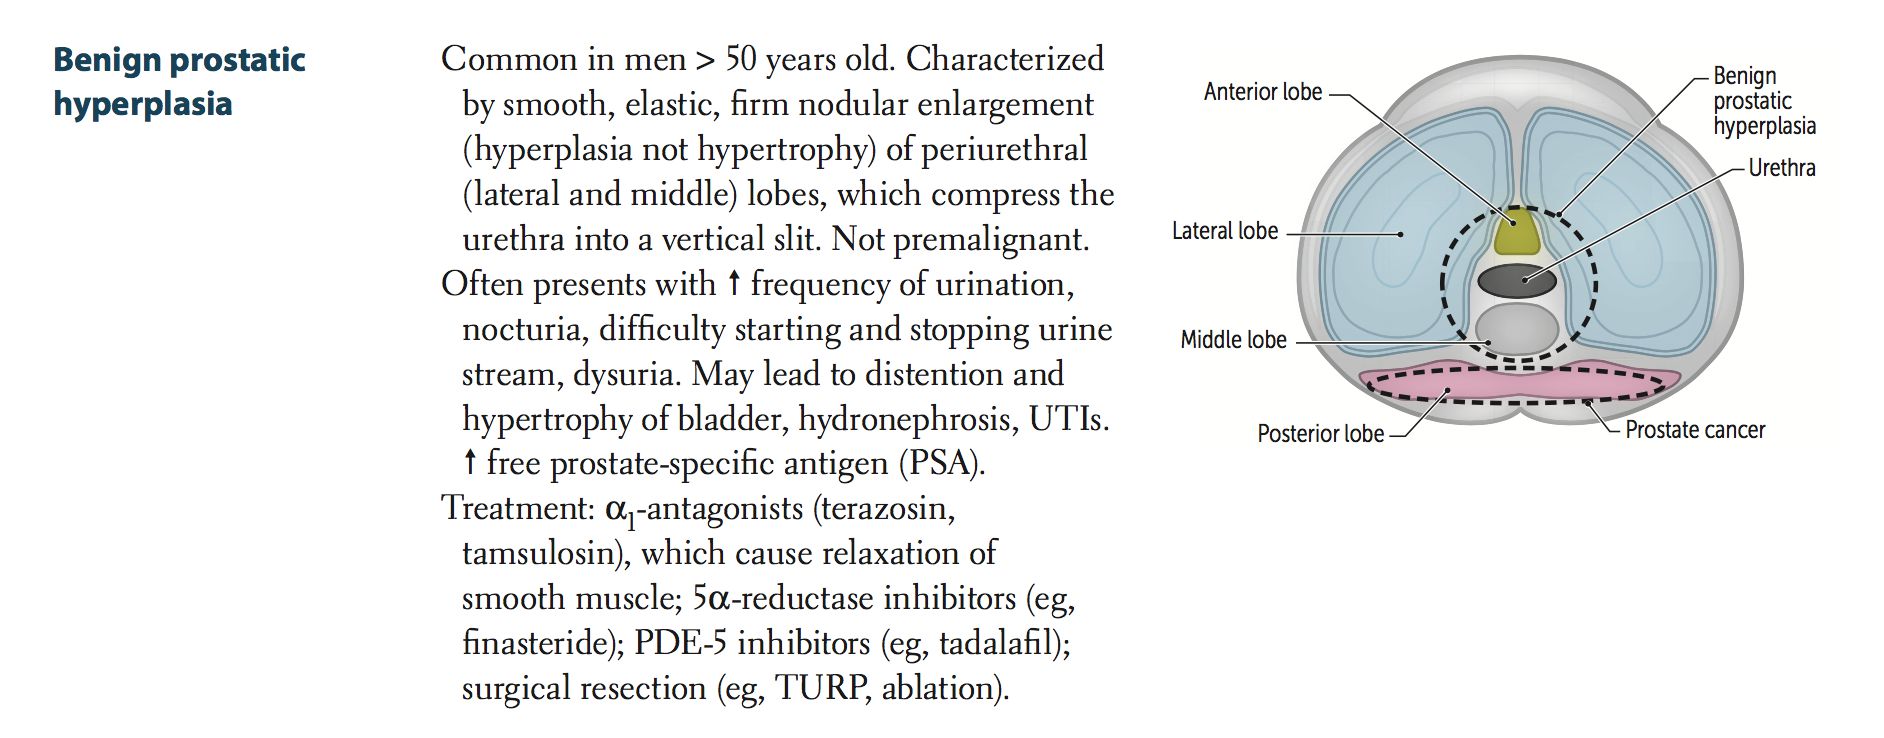 Benign prostatic
hyperplasia
Common in men > 50 years old. Characterized
by smooth, elastic, firm nodular enlargement
(hyperplasia not hypertrophy) of periurethral
(lateral and middle) lobes, which compress the
urethra into a vertical slit. Not premalignant.
Often presents with ↑ frequency of urination,
nocturia, difficulty starting and stopping urine
stream, dysuria. May lead to distention and
hypertrophy of bladder, hydronephrosis, UTIs.
↑ free prostate-specific antigen (PSA).
Treatment: α₁-antagonists (terazosin,
tamsulosin), which cause relaxation of
smooth muscle; 5α-reductase inhibitors (eg,
finasteride); PDE-5 inhibitors (eg, tadalafil);
surgical resection (eg, TURP, ablation).
Anterior lobe
Benign
prostatic
hyperplasia
Urethra
Lateral lobe
Middle lobe
Posterior lobe
Prostate cancer